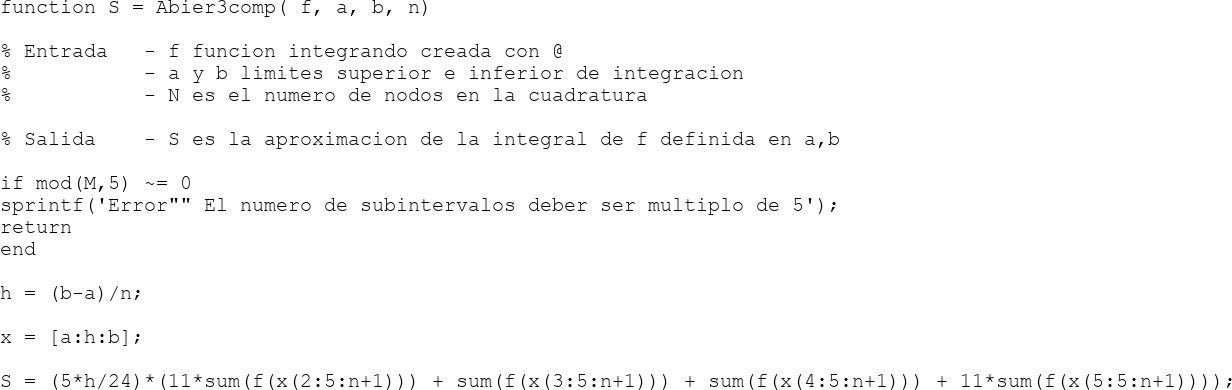 function S = Abier3comp( f, a, b, n)
% Entrada   - f funcion integrando creada con @
%           - a y b limites superior e inferior de integracion
%           - N es el numero de nodos en la cuadratura
% Salida    - S es la aproximacion de la integral de f definida en a,b
if mod(M,5) ~= 0
sprintf('Error"" El numero de subintervalos deber ser multiplo de 5');
return
end
h = (b-a)/n;
x = [a:h:b];
S = (5*h/24)*(11*sum(f(x(2:5:n+1))) + sum(f(x(3:5:n+1))) + sum(f(x(4:5:n+1))) + 11*sum(f(x(5:5:n+1))));